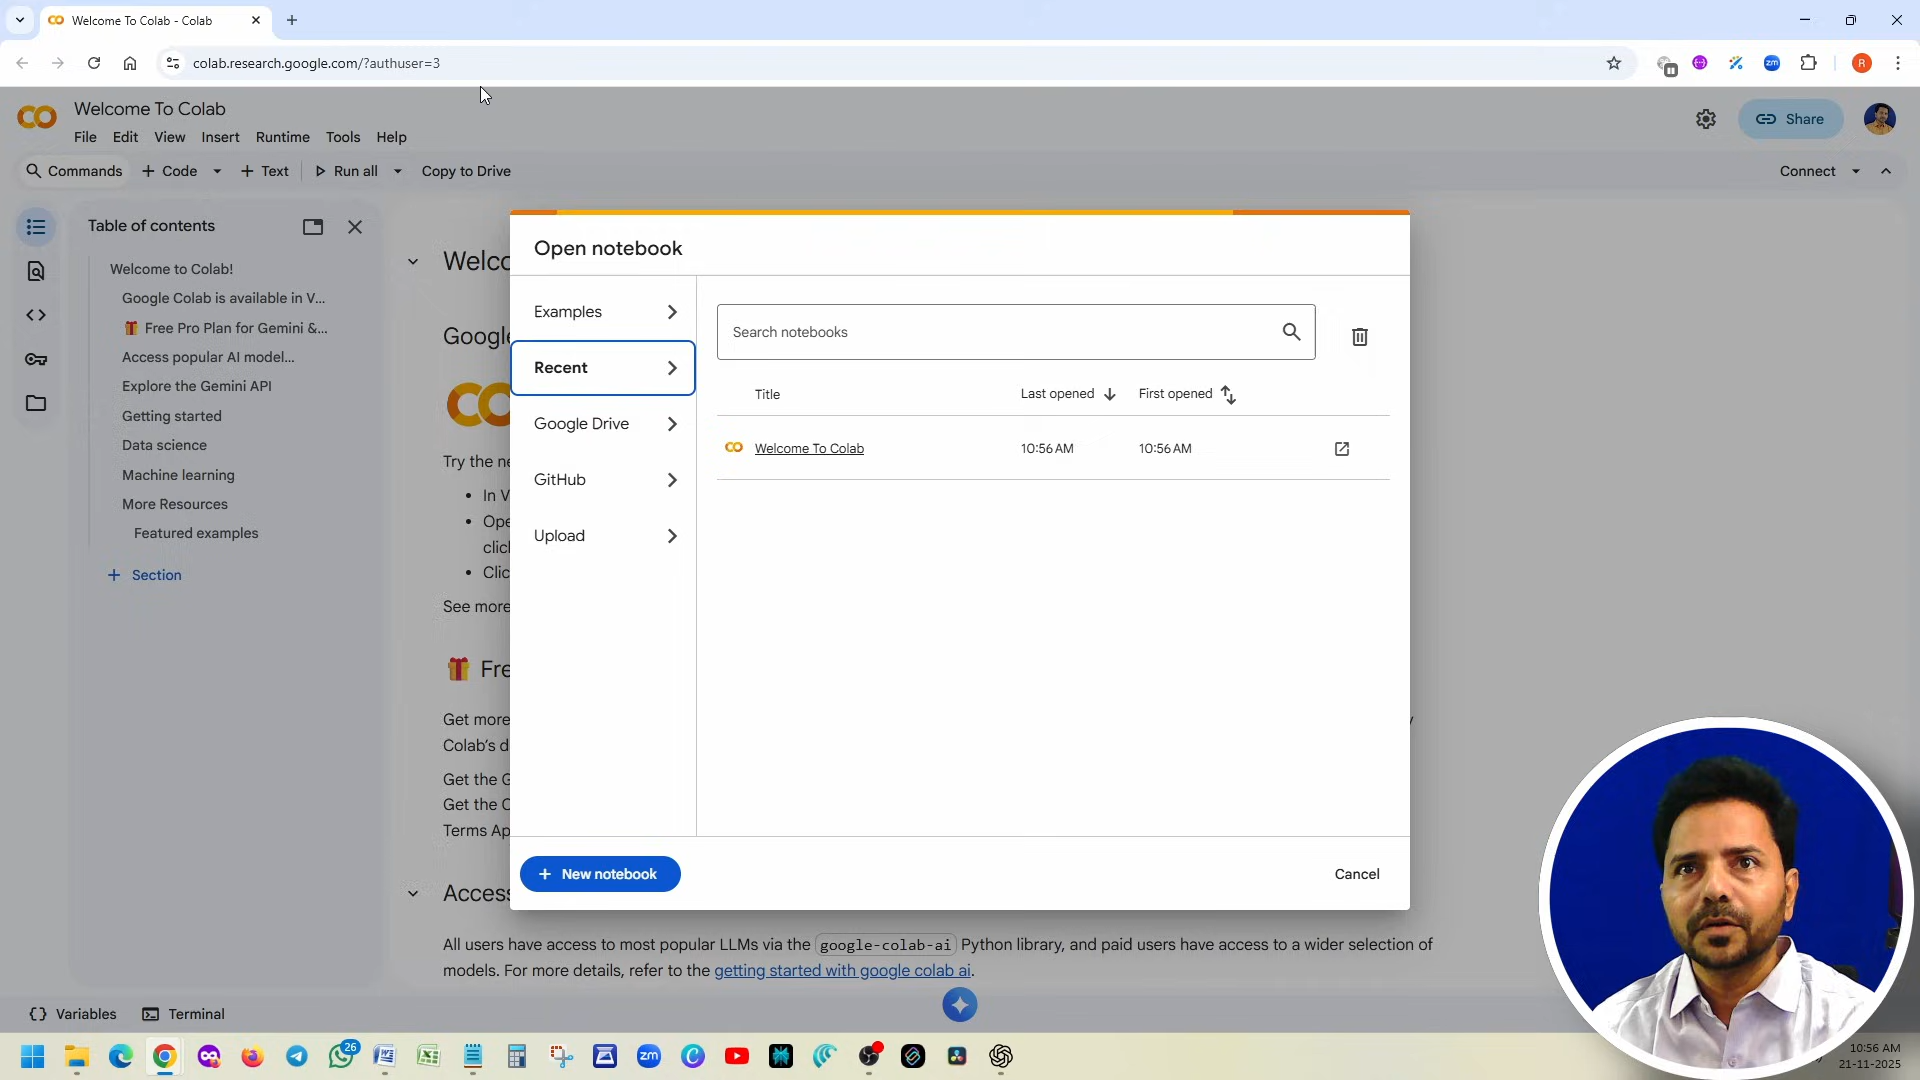 Welcome To Colab - Colab
colab.research.google.com/?authuser=3
zm
R
Welcome To Colab
File Edit View Insert Runtime Tools Help
Share
Commands + Code + Text Run all Copy to Drive
Connect
Table of contents
Welcome to Colab!
Google Colab is available in V...
Free Pro Plan for Gemini &...
Access popular AI model...
Explore the Gemini API
Getting started
Data science
Machine learning
More Resources
Featured examples
+ Section
Welco
Google
Try the ne
In V
Ope
clic
Clic
See more
Fre
Get more
Colab's d
Get the G
Get the C
Terms Ap
Access
All users have access to most popular LLMs via the google-colab-ai Python library, and paid users have access to a wider selection of
models. For more details, refer to the getting started with google colab ai.
Open notebook
Examples
Recent
Google Drive
GitHub
Upload
Search notebooks
Title Last opened First opened
Welcome To Colab 10:56 AM 10:56 AM
+ New notebook
Cancel
Variables Terminal
26
zm
10:56 AM
21-11-2025